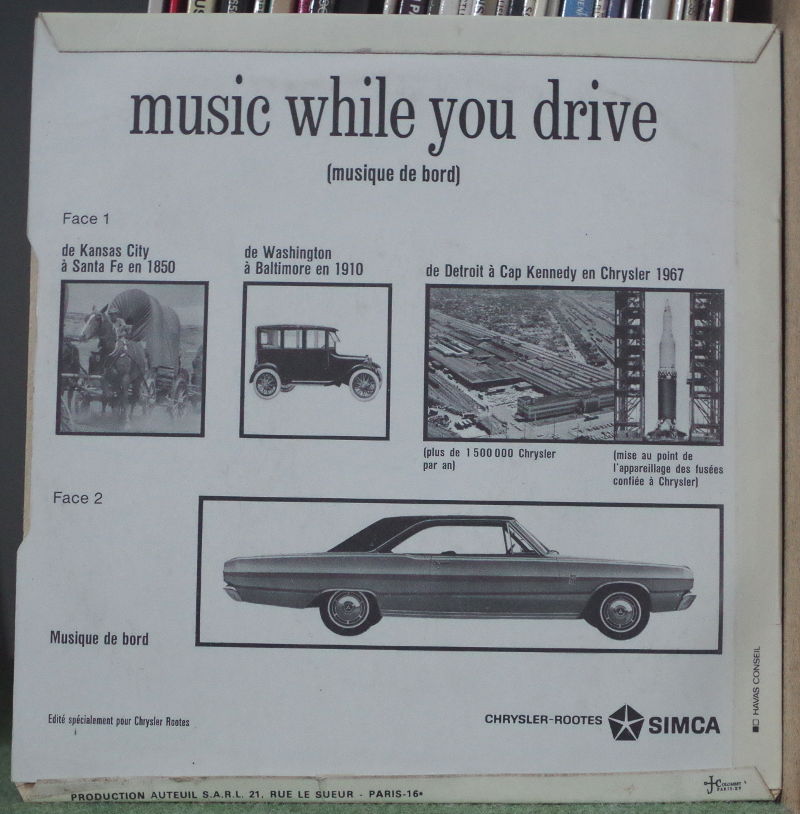 music while you drive
(musique de bord)
Face 1
de Kansas City
à Santa Fe en 1850
de Washington
à Baltimore en 1910
de Detroit à Cap Kennedy en Chrysler 1967
(plus de 1 500 000 Chrysler
par an)
(mise au point de
l'appareillage des fusées
confiée à Chrysler)
Face 2
Musique de bord
Edité spécialement pour Chrysler Rootes
CHRYSLER-ROOTES SIMCA
HAVAS CONSEIL
PRODUCTION AUTEUIL S.A.R.L. 21, RUE LE SUEUR - PARIS-16e